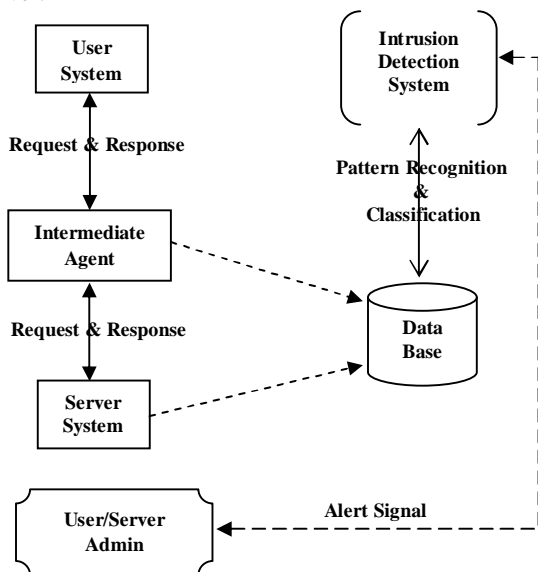 User
System
Request & Response
Intermediate
Agent
Request & Response
Server
System
Intrusion
Detection
System
Pattern Recognition
&
Classification
Data
Base
User/Server
Admin
Alert Signal